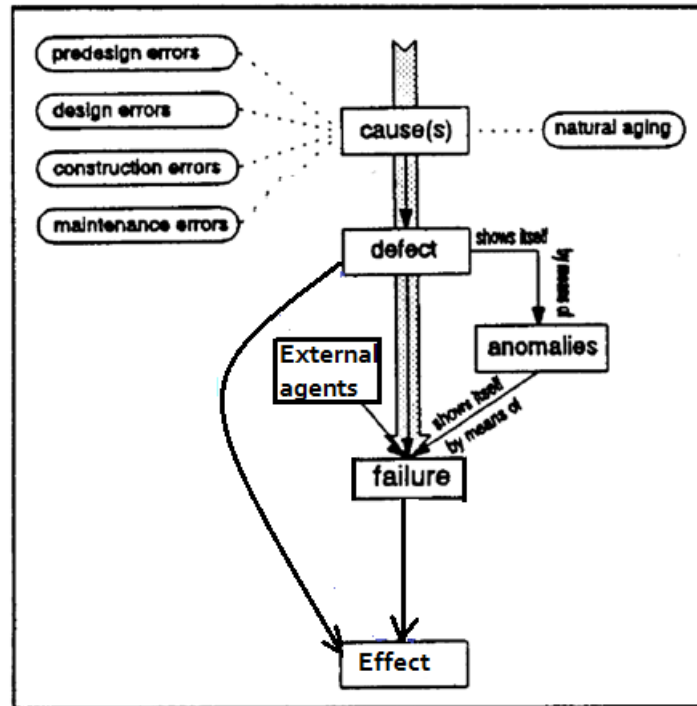 predesign errors
design errors
construction errors
maintenance errors
cause(s)
natural aging
defect
shows itself
by means of
anomalies
External
agents
shows itself
by means of
failure
Effect